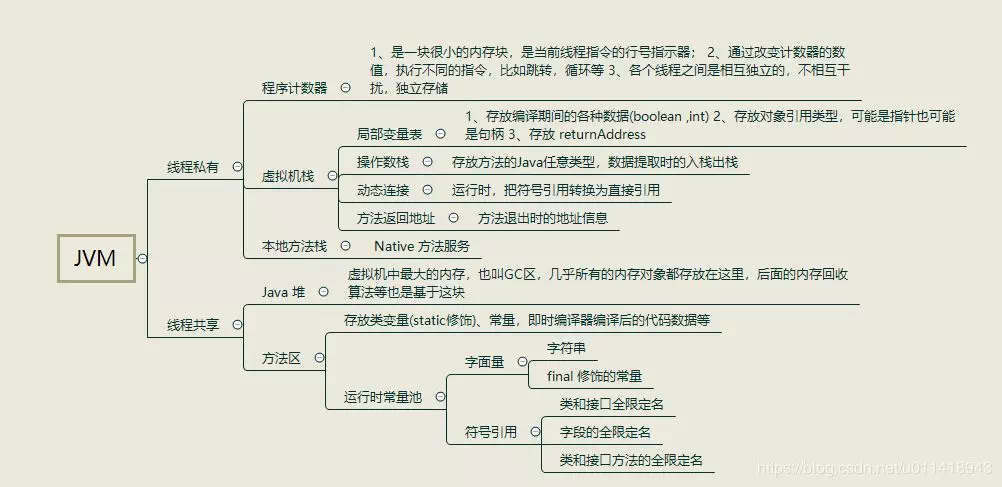 JVM
线程私有
程序计数器
1、是一块很小的内存块，是当前线程指令的行号指示器； 2、通过改变计数器的数
值，执行不同的指令，比如跳转，循环等 3、各个线程之间是相互独立的，不相互干
扰，独立存储
虚拟机栈
局部变量表
1、存放编译期间的各种数据(boolean ,int) 2、存放对象引用类型，可能是指针也可能
是句柄 3、存放 returnAddress
操作数栈
存放方法的Java任意类型，数据提取时的入栈出栈
动态连接
运行时，把符号引用转换为直接引用
方法返回地址
方法退出时的地址信息
本地方法栈
Native 方法服务
线程共享
Java 堆
虚拟机中最大的内存，也叫GC区，几乎所有的内存对象都存放在这里，后面的内存回收
算法等也是基于这块
方法区
存放类变量(static修饰)、常量，即时编译器编译后的代码数据等
运行时常量池
字面量
字符串
final 修饰的常量
符号引用
类和接口全限定名
字段的全限定名
类和接口方法的全限定名
https://blog.csdn.net/u011418943